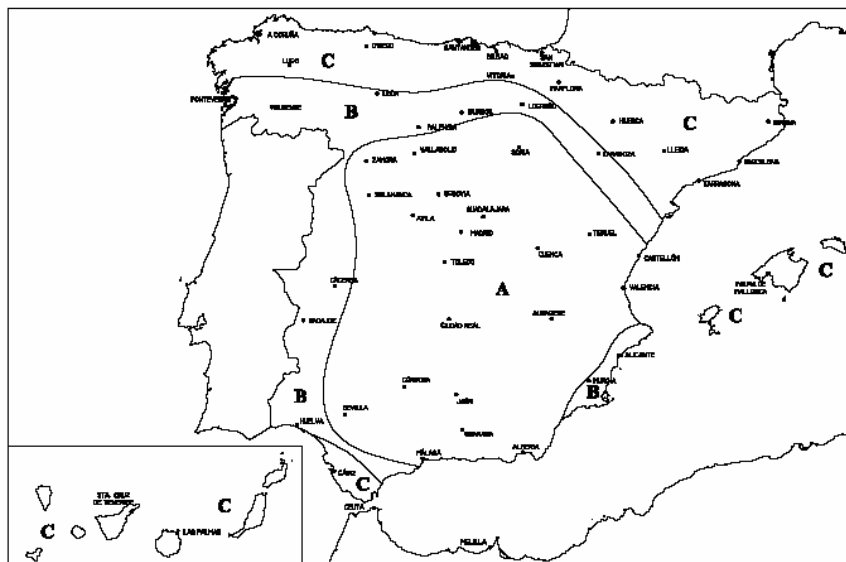 A CORUÑA
OVIEDO
SANTANDER
BILBAO
SAN
SEBASTIAN
LUGO
C
VITORIA
PAMPLONA
PONTEVEDRA
LEÓN
B
LOGROÑO
BURGOS
HUESCA
C
PALENCIA
ZAMORA
VALLADOLID
SORIA
ZARAGOZA
LLEIDA
BARCELONA
TARRAGONA
SALAMANCA
SEGOVIA
GUADALAJARA
AVILA
MADRID
TERUEL
CUENCA
TOLEDO
CASTELLÓN
CÁCERES
A
VALENCIA
PALMA DE
MALLORCA
C
C
BADAJOZ
CIUDAD REAL
ALBACETE
ALICANTE
CÓRDOBA
MURCIA
B
B
JAÉN
SEVILLA
HUELVA
GRANADA
MÁLAGA
ALMERIA
CÁDIZ
C
CEUTA
MELILLA
STA. CRUZ
DE TENERIFE
C
C
LAS PALMAS